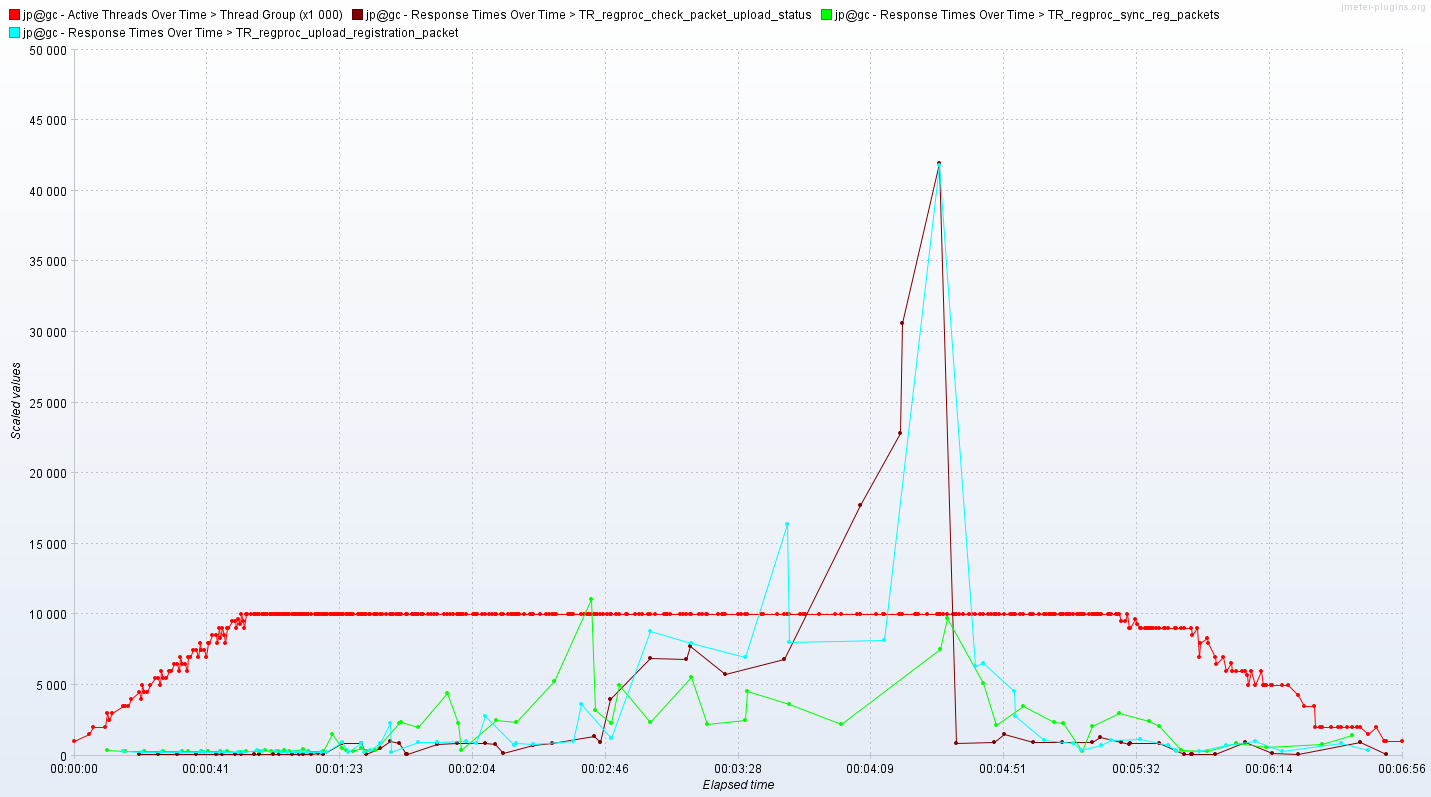 jmeter-plugins.org
jp@gc - Active Threads Over Time > Thread Group (x1 000) jp@gc - Response Times Over Time > TR_regproc_check_packet_upload_status jp@gc - Response Times Over Time > TR_regproc_sync_reg_packets
jp@gc - Response Times Over Time > TR_regproc_upload_registration_packet
50 000
45 000
40 000
35 000
30 000
25 000
20 000
15 000
10 000
5 000
0
Scaled values
00:00:00 00:00:41 00:01:23 00:02:04 00:02:46 00:03:28 00:04:09 00:04:51 00:05:32 00:06:14 00:06:56
Elapsed time